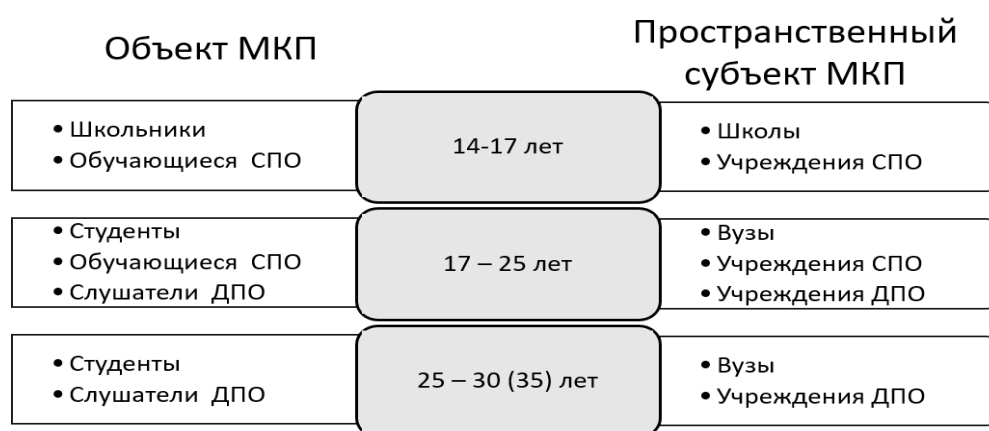 Объект МКП
Пространственный
субъект МКП
• Школьники
• Обучающиеся СПО
14-17 лет
• Школы
• Учреждения СПО
• Студенты
• Обучающиеся СПО
• Слушатели ДПО
17 – 25 лет
• Вузы
• Учреждения СПО
• Учреждения ДПО
• Студенты
• Слушатели ДПО
25 – 30 (35) лет
• Вузы
• Учреждения ДПО